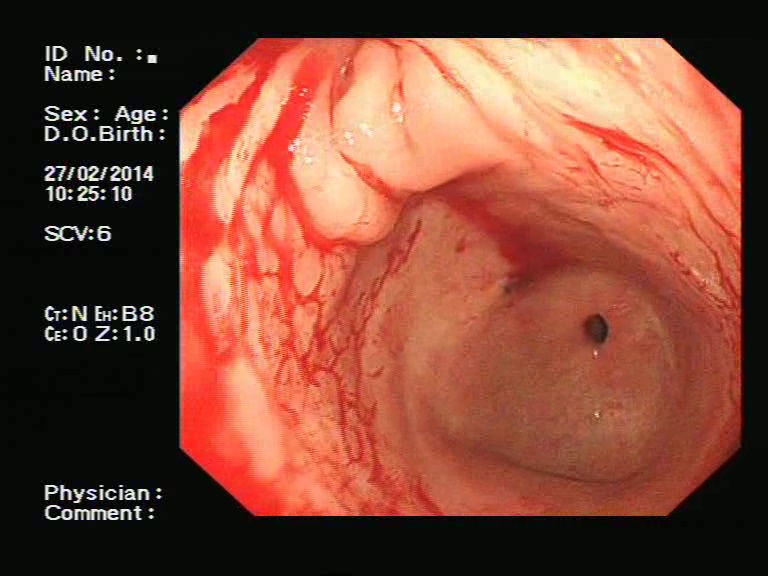 ID No. :
Name:
Sex: Age:
D.O.Birth:
27/02/2014
10:25:10
SCV:6
CT:N EH:B8
CE:0 Z:1.0
Physician:
Comment: